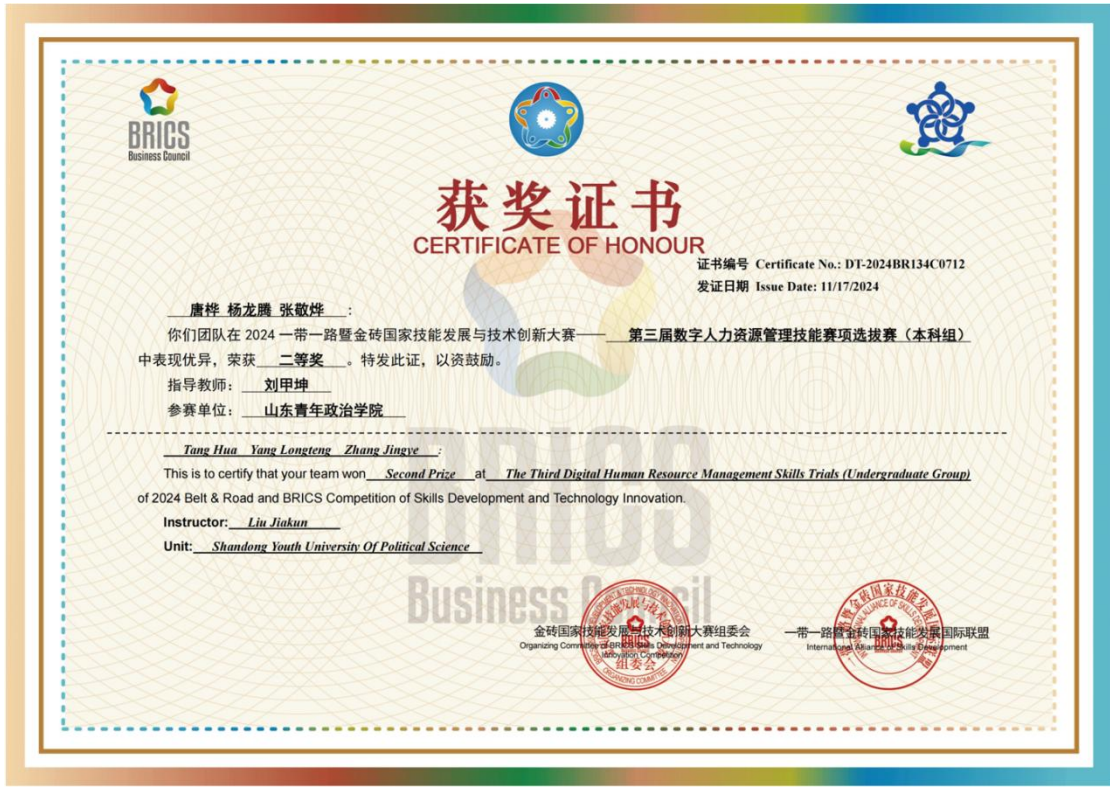 BRICS
Business Council
获奖证书
CERTIFICATE OF HONOUR
证书编号 Certificate No.: DT-2024BR134C0712
发证日期 Issue Date: 11/17/2024
唐桦 杨龙腾 张敬烨 :
你们团队在 2024 一带一路暨金砖国家技能发展与技术创新大赛—— 第三届数字人力资源管理技能赛项选拔赛（本科组）
中表现优异，荣获 二等奖 。特发此证，以资鼓励。
指导教师： 刘甲坤
参赛单位： 山东青年政治学院
Tang Hua Yang Longteng Zhang Jingye :
This is to certify that your team won Second Prize at The Third Digital Human Resource Management Skills Trials (Undergraduate Group)
of 2024 Belt & Road and BRICS Competition of Skills Development and Technology Innovation.
Instructor: Liu Jiakun
Unit: Shandong Youth University Of Political Science
BRICS
Business Council
金砖国家技能发展与技术创新大赛组委会
Organizing Committee of BRICS Skills Development and Technology
Innovation Competition
BRICS
组委会
ORGANIZING COMMITTEE
一带一路暨金砖国家技能发展国际联盟
International Alliance of Skills Development
BRICS